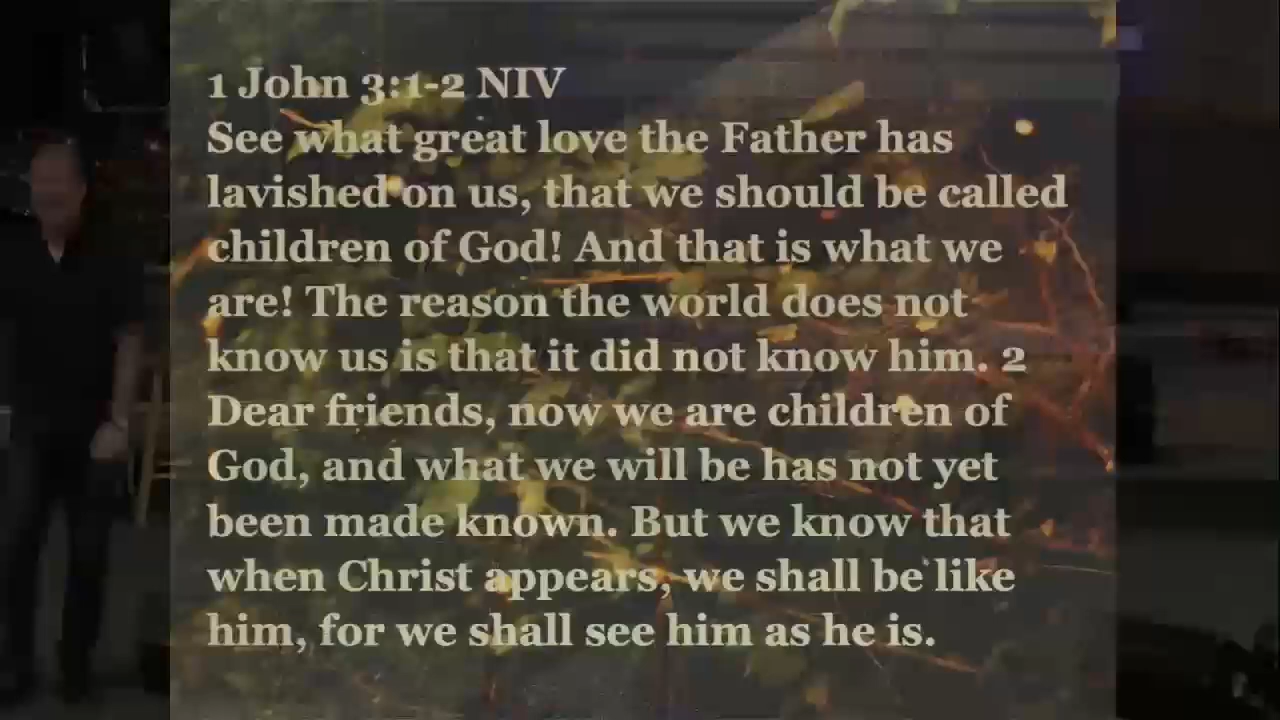 1 John 3:1-2 NIV
See what great love the Father has
lavished on us, that we should be called
children of God! And that is what we
are! The reason the world does not
know us is that it did not know him. 2
Dear friends, now we are children of
God, and what we will be has not yet
been made known. But we know that
when Christ appears, we shall be like
him, for we shall see him as he is.